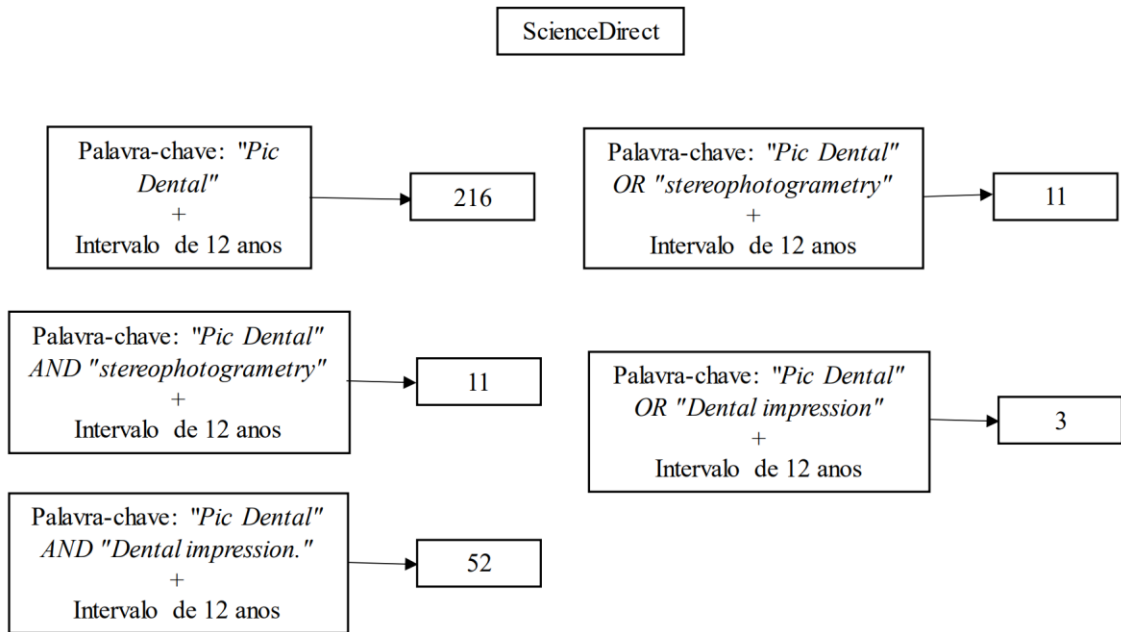 ScienceDirect
Palavra-chave: "Pic
Dental"
+
Intervalo de 12 anos
216
Palavra-chave: "Pic Dental"
OR "stereophotogrametry"
+
Intervalo de 12 anos
11
Palavra-chave: "Pic Dental"
AND "stereophotogrametry"
+
Intervalo de 12 anos
11
Palavra-chave: "Pic Dental"
OR "Dental impression"
+
Intervalo de 12 anos
3
Palavra-chave: "Pic Dental"
AND "Dental impression."
+
Intervalo de 12 anos
52